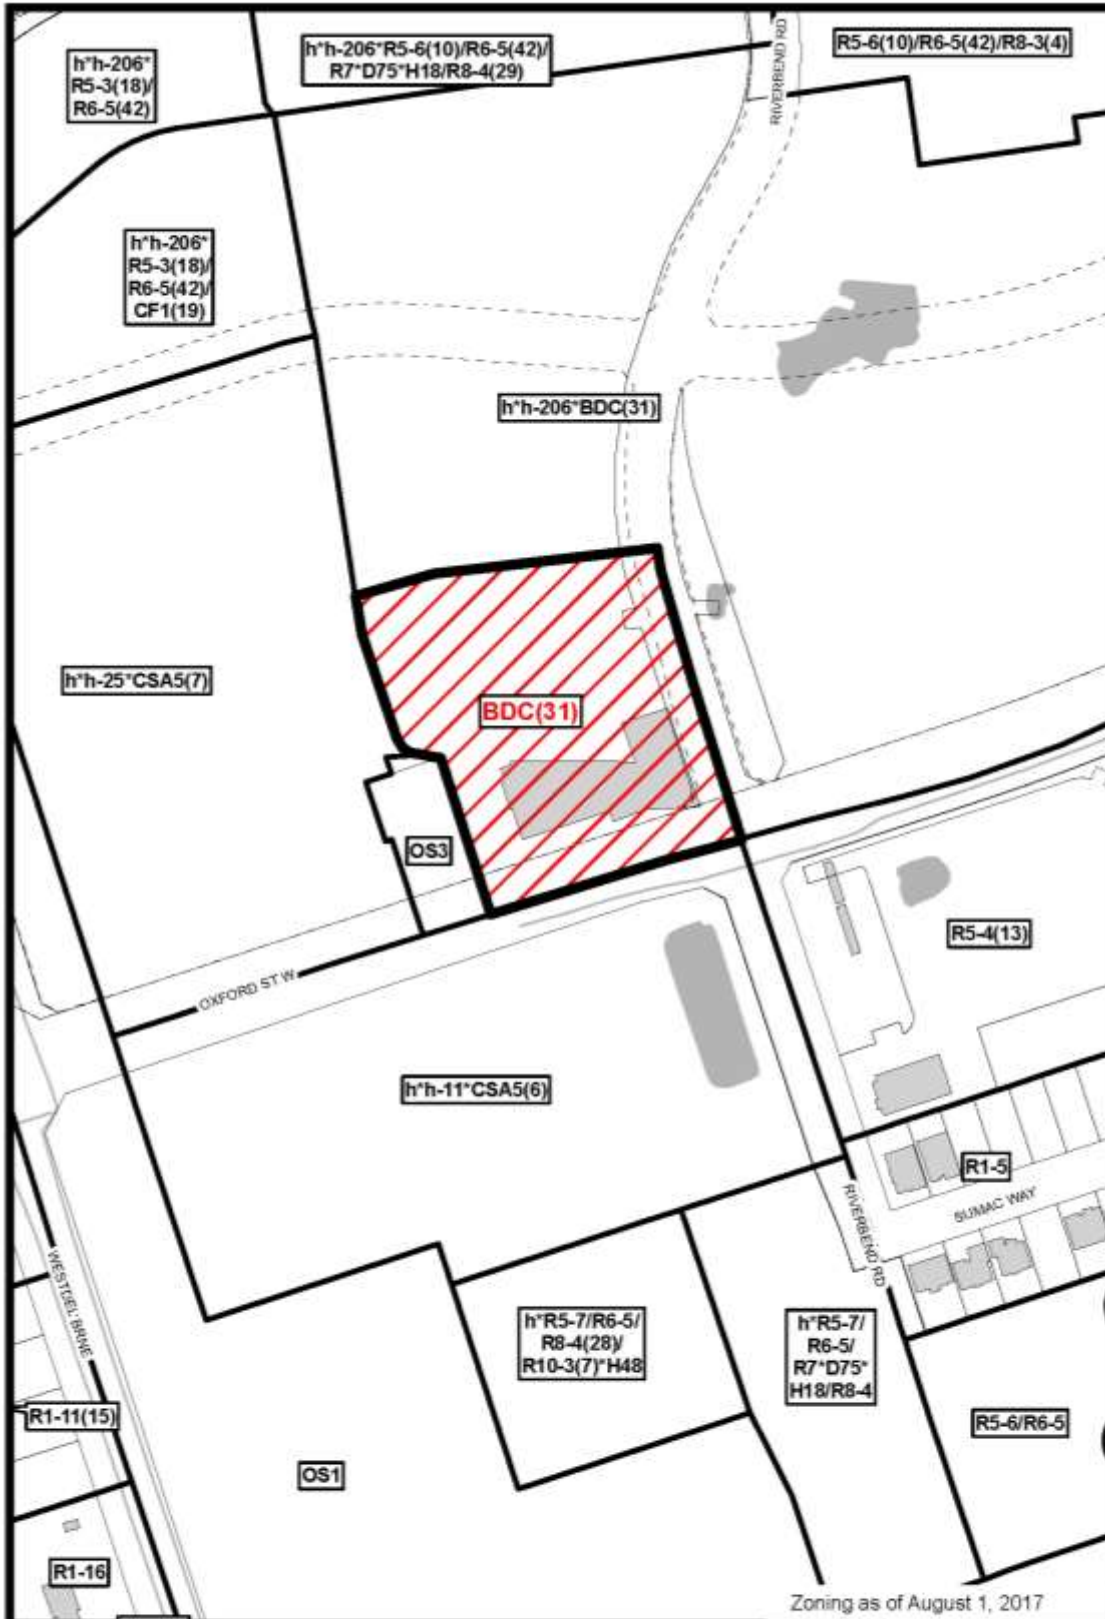 h*h-206*
R5-3(18)/
R6-5(42)
h*h-206*R5-6(10)/R6-5(42)/
R7*D75*H18/R8-4(29)
RIVERBEND RD
R5-6(10)/R6-5(42)/R8-3(4)
h*h-206*
R5-3(18)/
R6-5(42)/
CF1(19)
h*h-206*BDC(31)
h*h-25*CSA5(7)
BDC(31)
OS3
R5-4(13)
OXFORD ST W
h*h-11*CSA5(6)
R1-5
SUMAC WAY
RIVERBEND RD
WESTDEL BRNE
h*R5-7/R6-5/
R8-4(28)/
R10-3(7)*H48
h*R5-7/
R6-5/
R7*D75*
H18/R8-4
R1-11(15)
R5-6/R6-5
OS1
R1-16
Zoning as of August 1, 2017